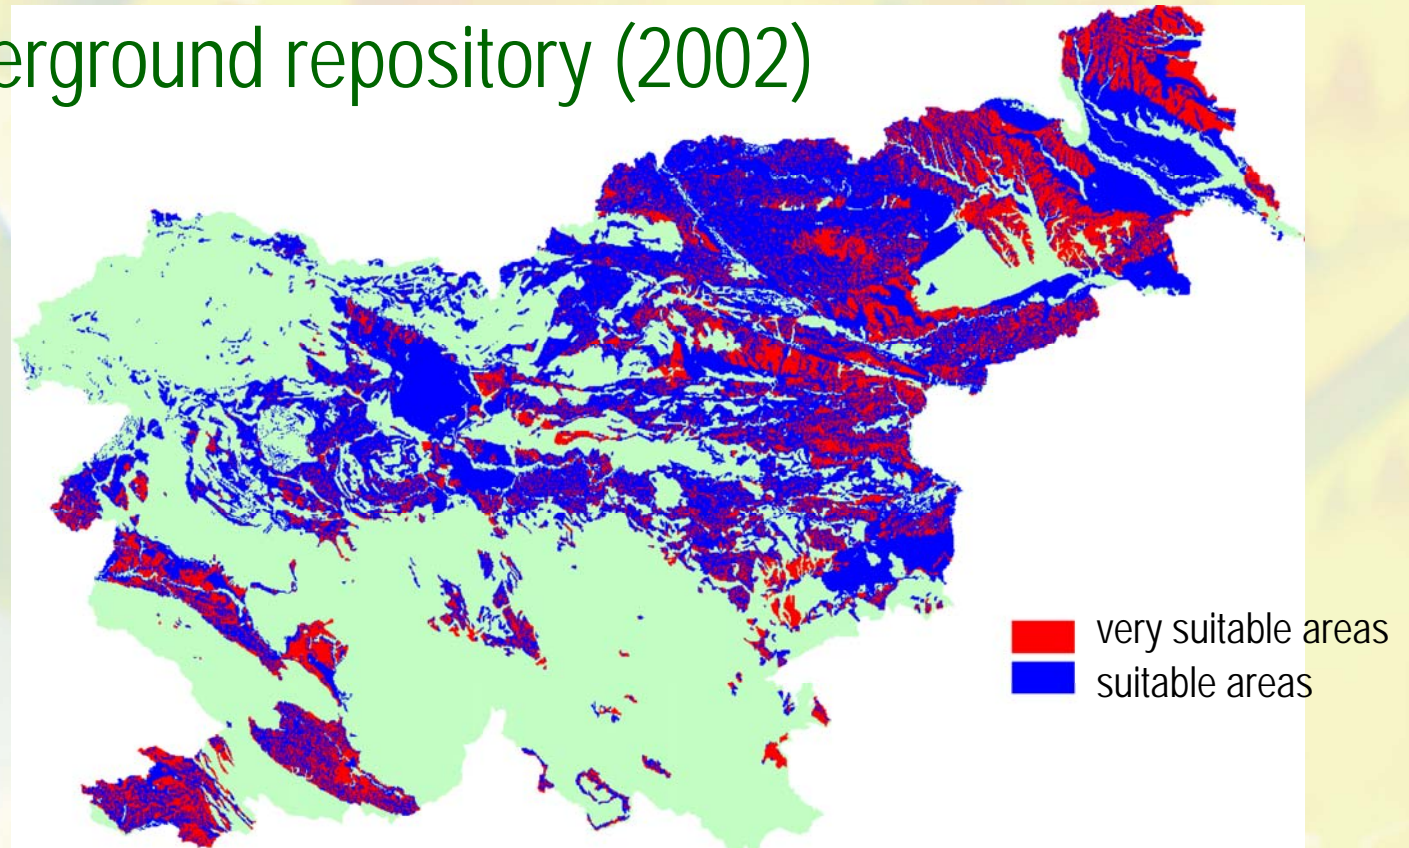 erground repository (2002)
very suitable areas
suitable areas